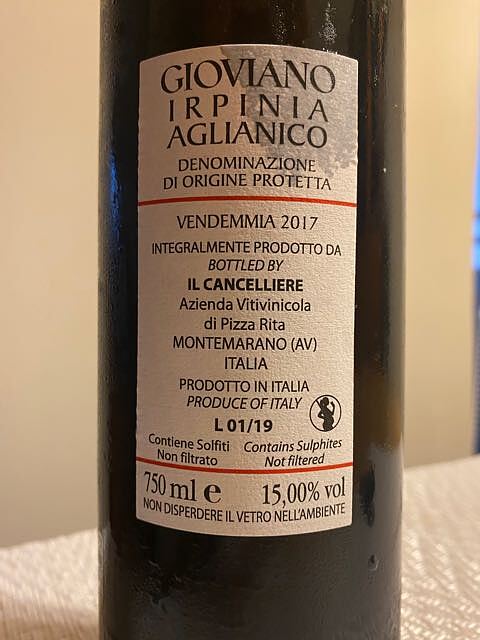 GIOVIANO
IRPINIA
AGLIANICO
DENOMINAZIONE
DI ORIGINE PROTETTA
VENDEMMIA 2017
INTEGRALMENTE PRODOTTO DA
BOTTLED BY
IL CANCELLIERE
Azienda Vitivinicola
di Pizza Rita
MONTEMARANO (AV)
ITALIA
PRODOTTO IN ITALIA
PRODUCE OF ITALY
L 01/19
Contiene Solfiti Contains Sulphites
Non filtrato Not filtered
750 ml e 15,00% vol
NON DISPERDERE IL VETRO NELL'AMBIENTE